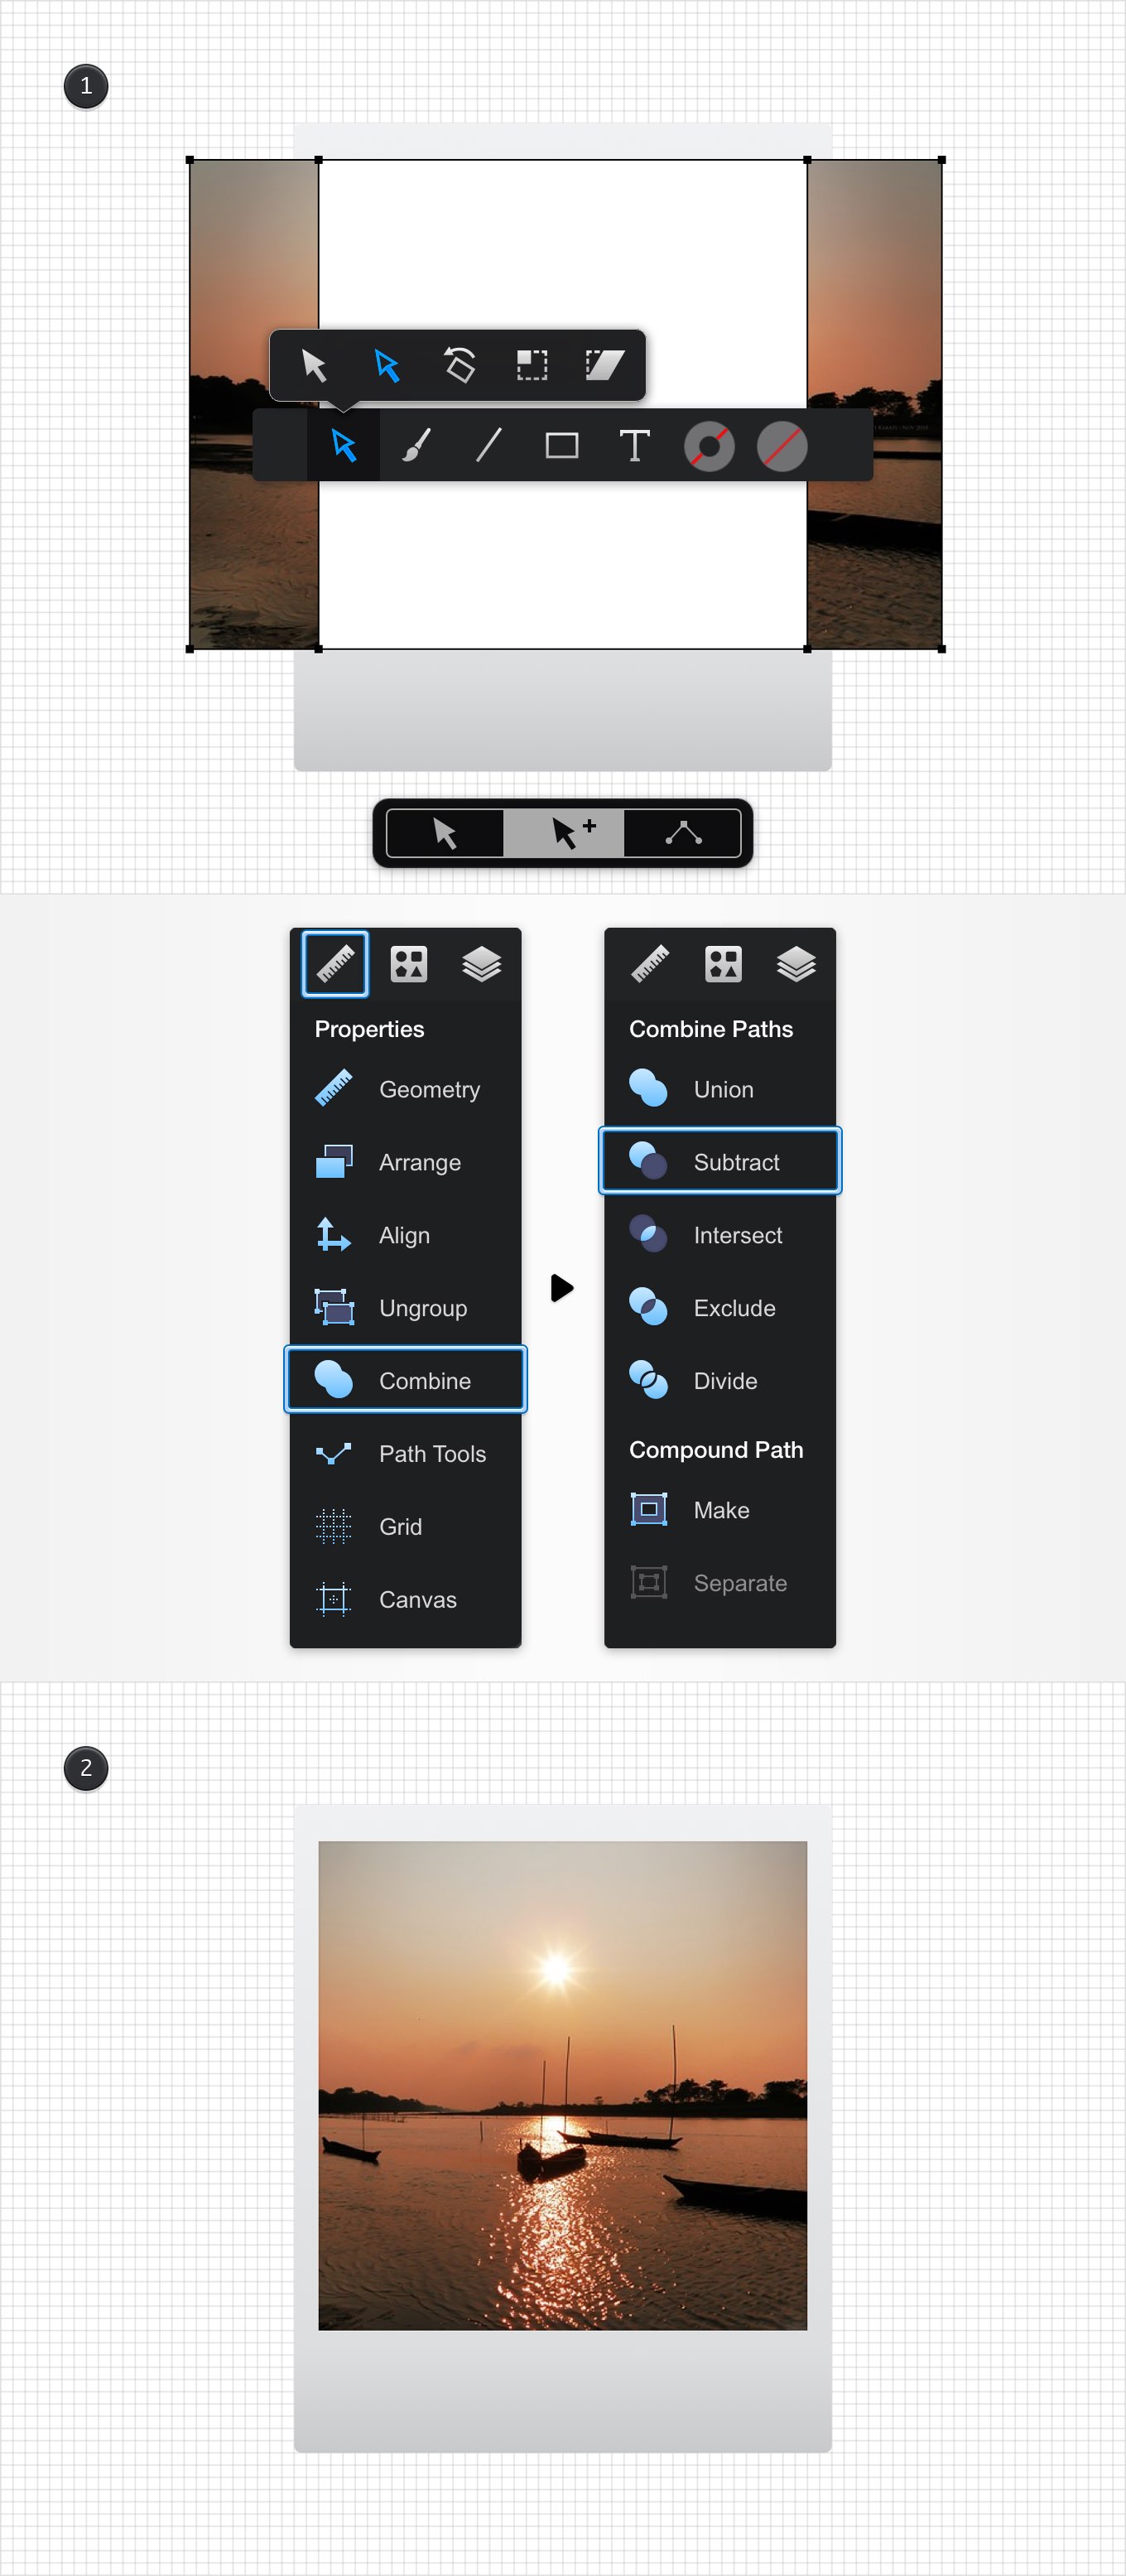 1
T
Properties
Geometry
Arrange
Align
Ungroup
Combine
Path Tools
Grid
Canvas
Combine Paths
Union
Subtract
Intersect
Exclude
Divide
Compound Path
Make
Separate
2